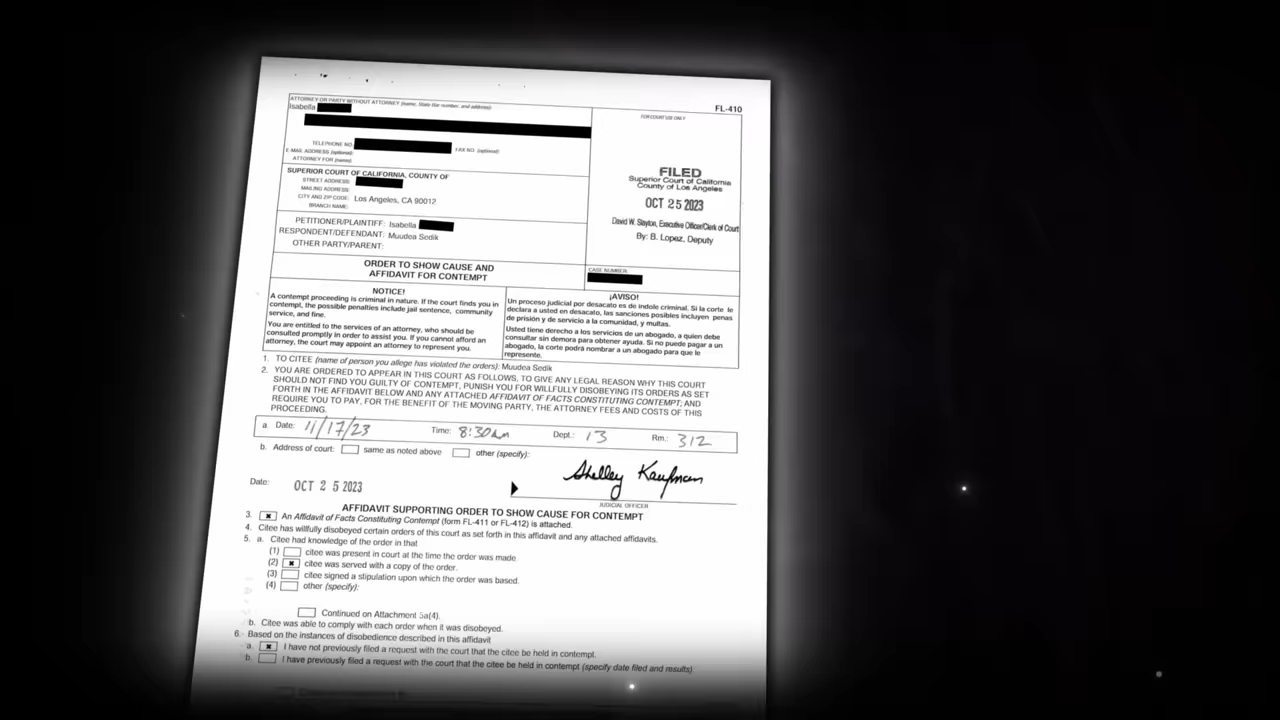 FL-410
ATTORNEY OR PARTY WITHOUT ATTORNEY (name, State Bar number, and address):
Isabella
TELEPHONE NO. FAX NO. (optional):
E-MAIL ADDRESS (optional):
ATTORNEY FOR (name):
SUPERIOR COURT OF CALIFORNIA, COUNTY OF
STREET ADDRESS:
MAILING ADDRESS:
CITY AND ZIP CODE: Los Angeles, CA 90012
BRANCH NAME:
PETITIONER/PLAINTIFF: Isabella
RESPONDENT/DEFENDANT: Muudea Sedik
OTHER PARTY/PARENT:
FOR COURT USE ONLY
FILED
Superior Court of California
County of Los Angeles
OCT 25 2023
David W. Slayton, Executive Officer/Clerk of Court
By: B. Lopez, Deputy
ORDER TO SHOW CAUSE AND
AFFIDAVIT FOR CONTEMPT
CASE NUMBER:
NOTICE!
A contempt proceeding is criminal in nature. If the court finds you in
contempt, the possible penalties include jail sentence, community
service, and fine.
You are entitled to the services of an attorney, who should be
consulted promptly in order to assist you. If you cannot afford an
attorney, the court may appoint an attorney to represent you.
¡AVISO!
Un proceso judicial por desacato es de índole criminal. Si la corte le
declara a usted en desacato, las sanciones posibles incluyen penas
de prisión y de servicio a la comunidad, y multas.
Usted tiene derecho a los servicios de un abogado, a quien debe
consultar sin demora para obtener ayuda. Si no puede pagar a un
abogado, la corte podrá nombrar a un abogado para que le
represente.
1. TO CITEE (name of person you allege has violated the orders): Muudea Sedik
2. YOU ARE ORDERED TO APPEAR IN THIS COURT AS FOLLOWS, TO GIVE ANY LEGAL REASON WHY THIS COURT
SHOULD NOT FIND YOU GUILTY OF CONTEMPT, PUNISH YOU FOR WILLFULLY DISOBEYING ITS ORDERS AS SET
FORTH IN THE AFFIDAVIT BELOW AND ANY ATTACHED AFFIDAVIT OF FACTS CONSTITUTING CONTEMPT; AND
REQUIRE YOU TO PAY, FOR THE BENEFIT OF THE MOVING PARTY, THE ATTORNEY FEES AND COSTS OF THIS
PROCEEDING.
a. Date: 11/17/23 Time: 8:30am Dept.: 13 Rm.: 312
b. Address of court: same as noted above other (specify):
Date: OCT 25 2023
Shelley Kaufman
JUDICIAL OFFICER
AFFIDAVIT SUPPORTING ORDER TO SHOW CAUSE FOR CONTEMPT
3. An Affidavit of Facts Constituting Contempt (form FL-411 or FL-412) is attached.
4. Citee has willfully disobeyed certain orders of this court as set forth in this affidavit and any attached affidavits.
5. a. Citee had knowledge of the order in that
(1) citee was present in court at the time the order was made.
(2) citee was served with a copy of the order.
(3) citee signed a stipulation upon which the order was based.
(4) other (specify):
Continued on Attachment 5a(4).
b. Citee was able to comply with each order when it was disobeyed.
6. Based on the instances of disobedience described in this affidavit
a. I have not previously filed a request with the court that the citee be held in contempt.
b. I have previously filed a request with the court that the citee be held in contempt (specify date filed and results):